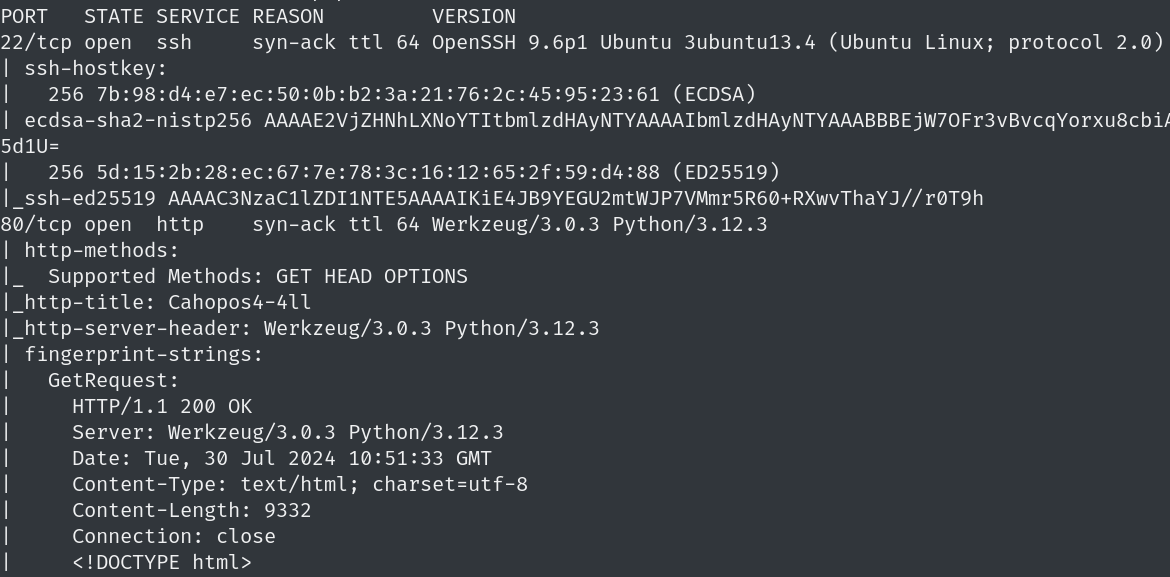 PORT   STATE SERVICE REASON         VERSION
22/tcp open  ssh     syn-ack ttl 64 OpenSSH 9.6p1 Ubuntu 3ubuntu13.4 (Ubuntu Linux; protocol 2.0)
| ssh-hostkey:
|   256 7b:98:d4:e7:ec:50:0b:b2:3a:21:76:2c:45:95:23:61 (ECDSA)
| ecdsa-sha2-nistp256 AAAAE2VjZHNhLXNoYTItbmlzdHAyNTYAAAAIbmlzdHAyNTYAAABBBEjW7OFr3vBvcqYorxu8cbiA
5d1U=
|   256 5d:15:2b:28:ec:67:7e:78:3c:16:12:65:2f:59:d4:88 (ED25519)
|_ssh-ed25519 AAAAC3NzaC1lZDI1NTE5AAAAIKiE4JB9YEGU2mtWJP7VMmr5R60+RXwvThaYJ//r0T9h
80/tcp open  http    syn-ack ttl 64 Werkzeug/3.0.3 Python/3.12.3
| http-methods:
|_  Supported Methods: GET HEAD OPTIONS
|_http-title: Cahopos4-4ll
|_http-server-header: Werkzeug/3.0.3 Python/3.12.3
| fingerprint-strings:
|   GetRequest:
|     HTTP/1.1 200 OK
|     Server: Werkzeug/3.0.3 Python/3.12.3
|     Date: Tue, 30 Jul 2024 10:51:33 GMT
|     Content-Type: text/html; charset=utf-8
|     Content-Length: 9332
|     Connection: close
|     <!DOCTYPE html>